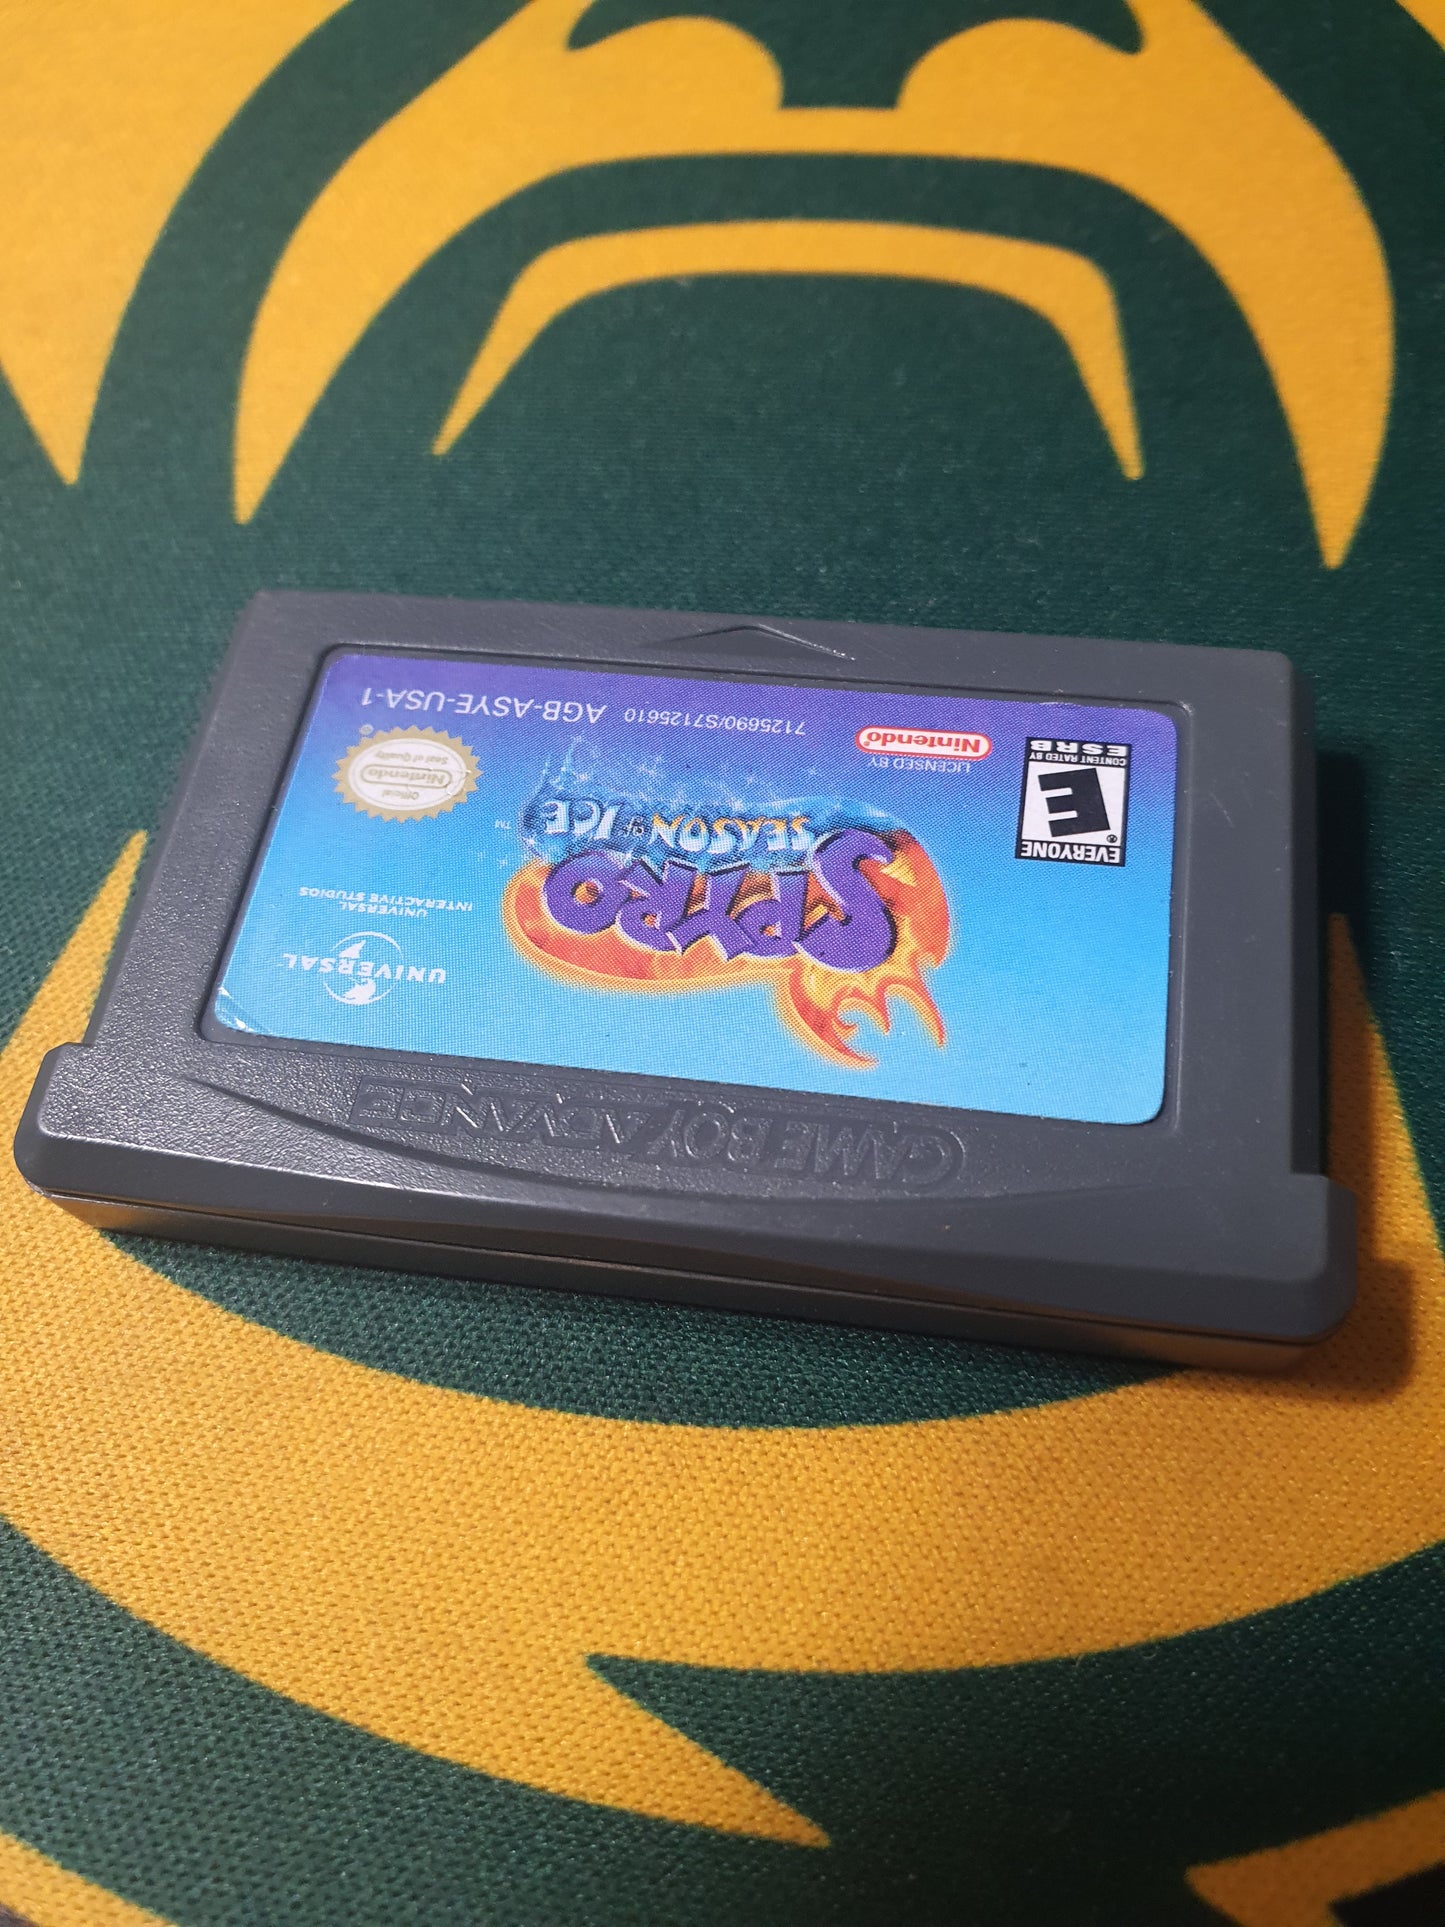 GAME BOY ADVANCE
SPYRO
SEASON OF ICE ™
UNIVERSAL
UNIVERSAL
INTERACTIVE STUDIOS
EVERYONE
E ®
CONTENT RATED BY
ESRB
LICENSED BY
Nintendo ®
Official
Nintendo
Seal of Quality
®
7125690/S7125610 AGB-ASYE-USA-1